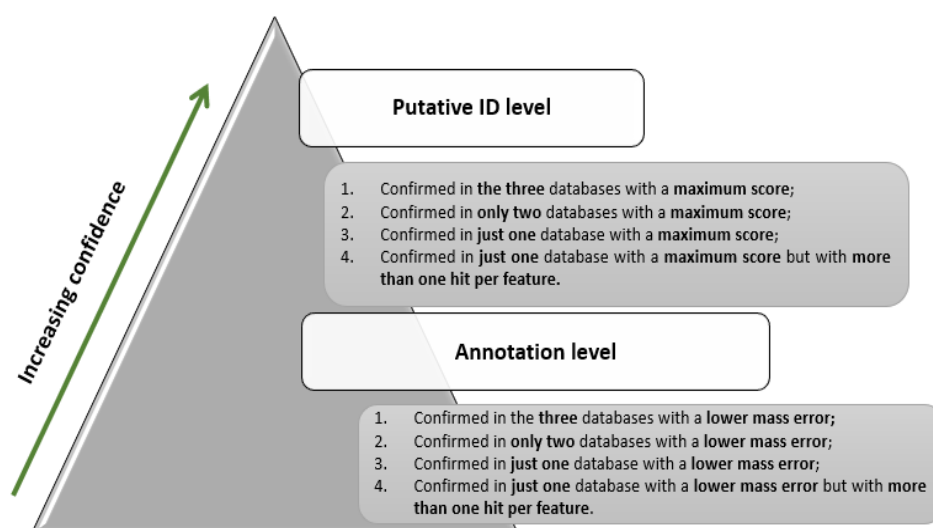 Increasing confidence
Putative ID level
1. Confirmed in the three databases with a maximum score;
2. Confirmed in only two databases with a maximum score;
3. Confirmed in just one database with a maximum score;
4. Confirmed in just one database with a maximum score but with more
than one hit per feature.
Annotation level
1. Confirmed in the three databases with a lower mass error;
2. Confirmed in only two databases with a lower mass error;
3. Confirmed in just one database with a lower mass error;
4. Confirmed in just one database with a lower mass error but with more
than one hit per feature.